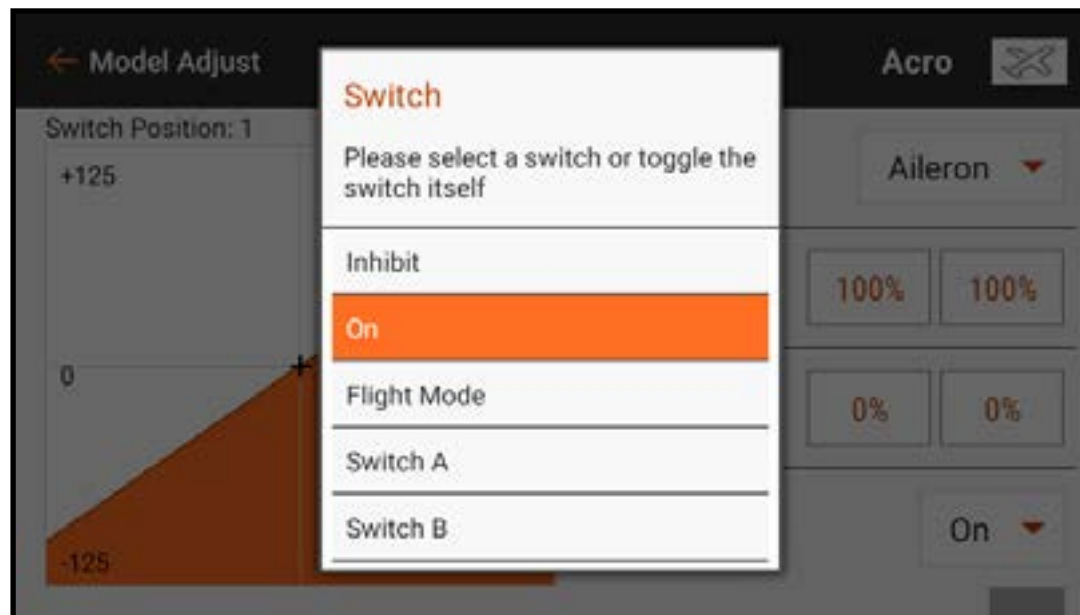 Model Adjust
Acro
Switch Position: 1
+125
0
-125
Switch
Please select a switch or toggle the
switch itself
Inhibit
On
Flight Mode
Switch A
Switch B
Aileron
100% 100%
0% 0%
On